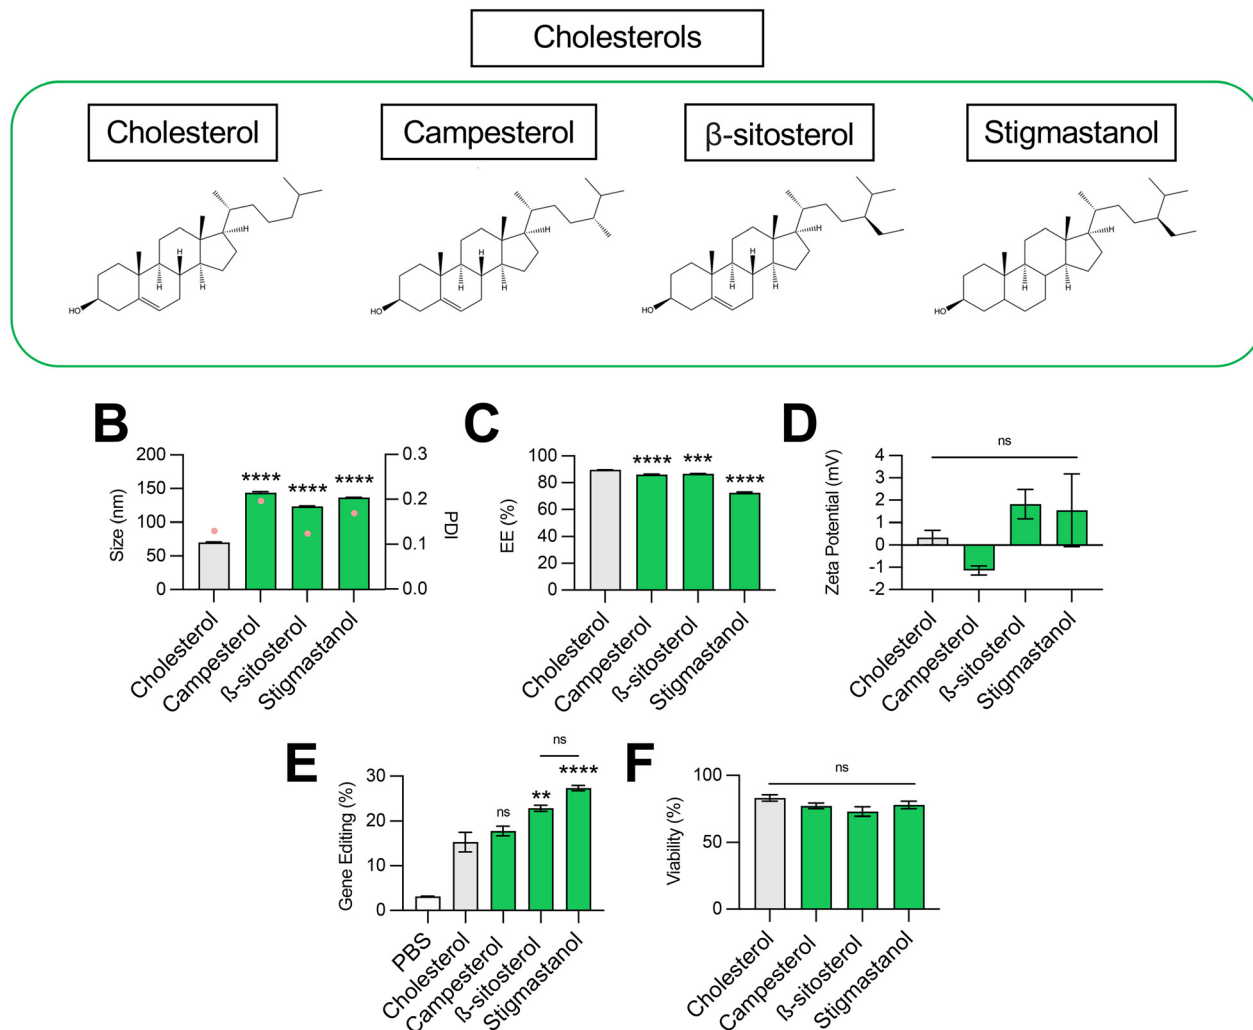 Cholesterols
Cholesterol
Campesterol
β-sitosterol
Stigmastanol
H
H
H
H
HO
H
H
H
H
HO
H
H
H
H
HO
H
H
H
HO
B
200
150
100
50
0
Size (nm)
****
****
****
0.3
0.2
0.1
0.0
PDI
Cholesterol
Campesterol
ß-sitosterol
Stigmastanol
C
100
80
60
40
20
0
EE (%)
****
***
****
Cholesterol
Campesterol
ß-sitosterol
Stigmastanol
D
ns
4
3
2
1
0
-1
-2
Zeta Potential (mV)
Cholesterol
Campesterol
ß-sitosterol
Stigmastanol
E
30
20
10
0
Gene Editing (%)
ns
ns
**
****
PBS
Cholesterol
Campesterol
ß-sitosterol
Stigmastanol
F
100
50
0
Viability (%)
ns
Cholesterol
Campesterol
ß-sitosterol
Stigmastanol